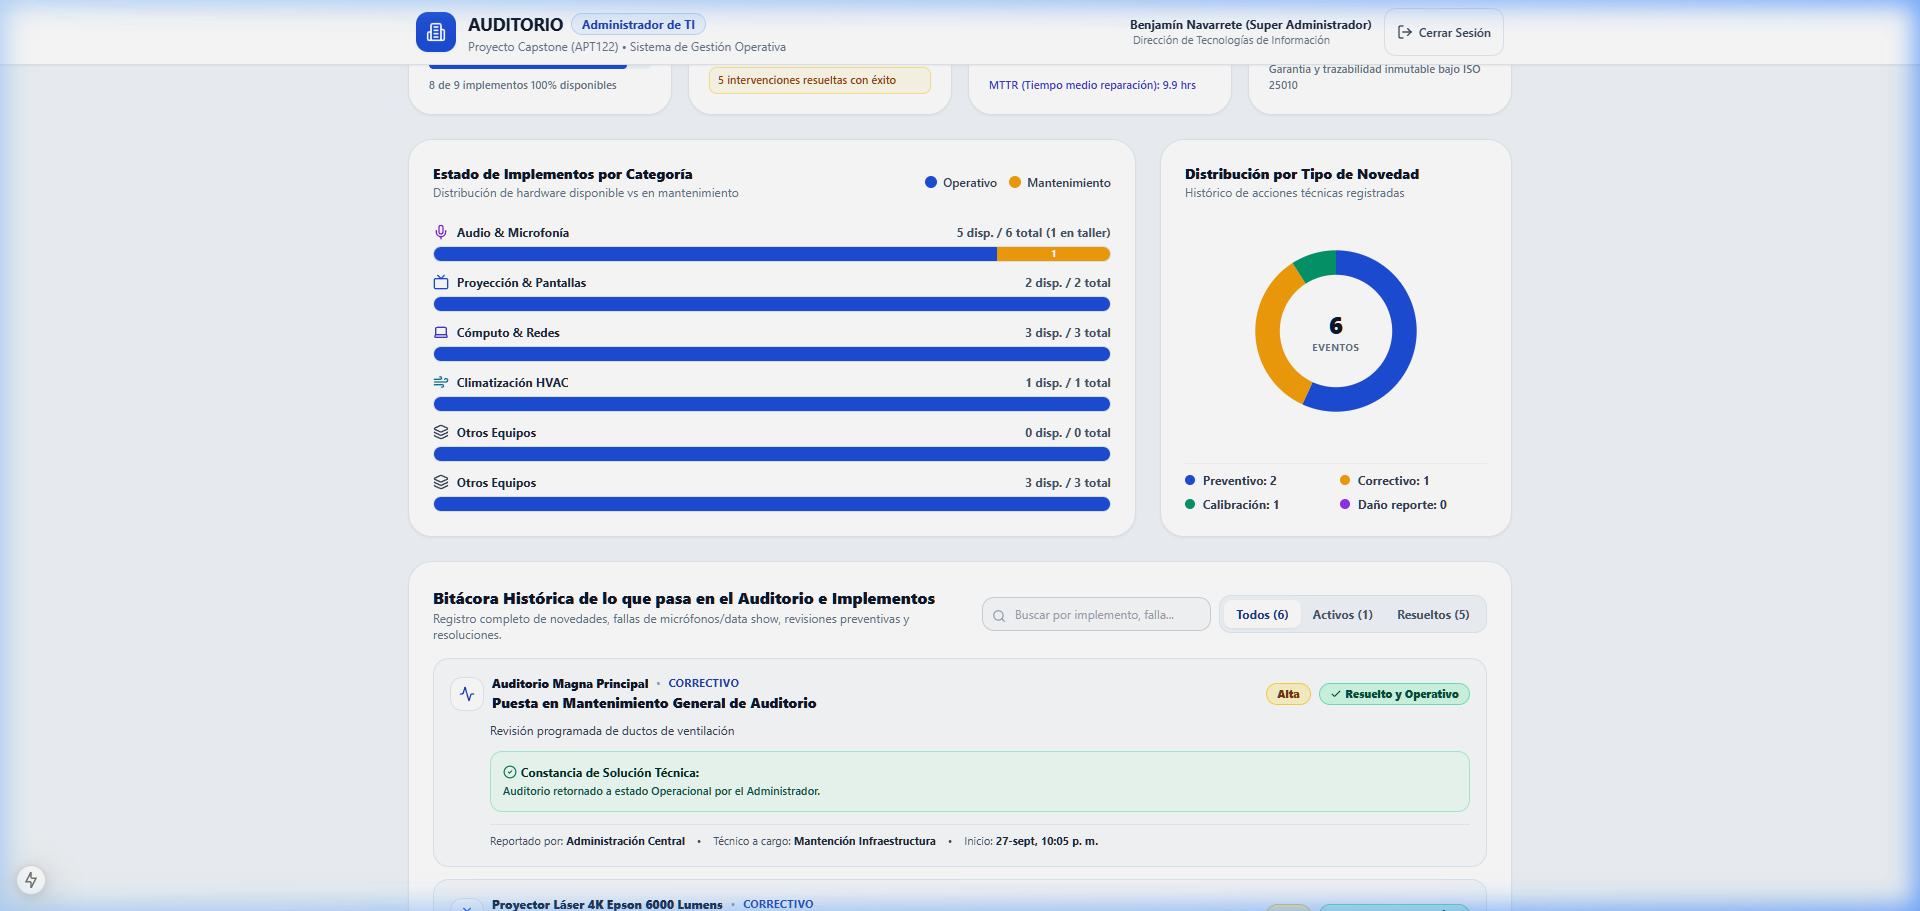 AUDITORIO
Administrador de TI
Proyecto Capstone (APT122) • Sistema de Gestión Operativa
Benjamín Navarrete (Super Administrador)
Dirección de Tecnologías de Información
Cerrar Sesión
8 de 9 implementos 100% disponibles
5 intervenciones resueltas con éxito
MTTR (Tiempo medio reparación): 9.9 hrs
Garantía y trazabilidad inmutable bajo ISO
25010
Estado de Implementos por Categoría
Distribución de hardware disponible vs en mantenimiento
Operativo
Mantenimiento
Audio & Microfonía
5 disp. / 6 total (1 en taller)
1
Proyección & Pantallas
2 disp. / 2 total
Cómputo & Redes
3 disp. / 3 total
Climatización HVAC
1 disp. / 1 total
Otros Equipos
0 disp. / 0 total
Otros Equipos
3 disp. / 3 total
Distribución por Tipo de Novedad
Histórico de acciones técnicas registradas
6
EVENTOS
Preventivo: 2
Correctivo: 1
Calibración: 1
Daño reporte: 0
Bitácora Histórica de lo que pasa en el Auditorio e Implementos
Registro completo de novedades, fallas de micrófonos/data show, revisiones preventivas y
resoluciones.
Buscar por implemento, falla...
Todos (6)
Activos (1)
Resueltos (5)
Auditorio Magna Principal • CORRECTIVO
Puesta en Mantenimiento General de Auditorio
Alta
Resuelto y Operativo
Revisión programada de ductos de ventilación
Constancia de Solución Técnica:
Auditorio retornado a estado Operacional por el Administrador.
Reportado por: Administración Central • Técnico a cargo: Mantención Infraestructura • Inicio: 27-sept, 10:05 p. m.
Proyector Láser 4K Epson 6000 Lumens • CORRECTIVO